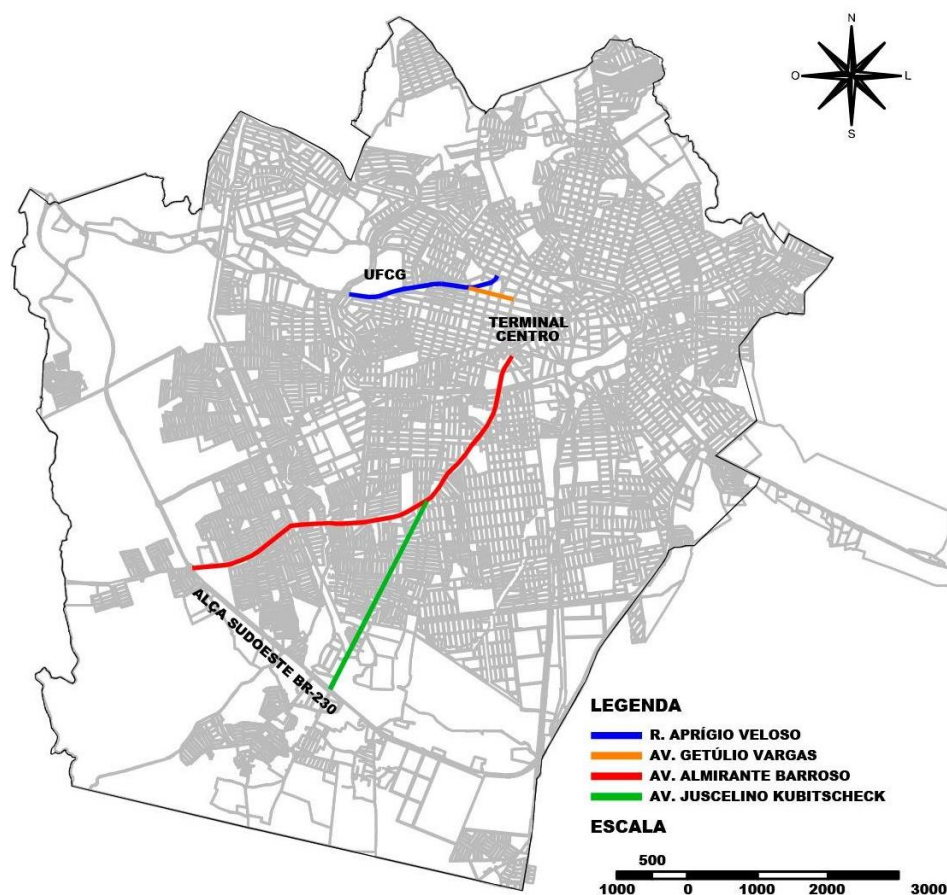 N
O
L
S
UFCG
TERMINAL
CENTRO
ALÇA SUDOESTE BR-230
LEGENDA
R. APRÍGIO VELOSO
AV. GETÚLIO VARGAS
AV. ALMIRANTE BARROSO
AV. JUSCELINO KUBITSCHECK
ESCALA
500
1000 0 1000 2000 3000